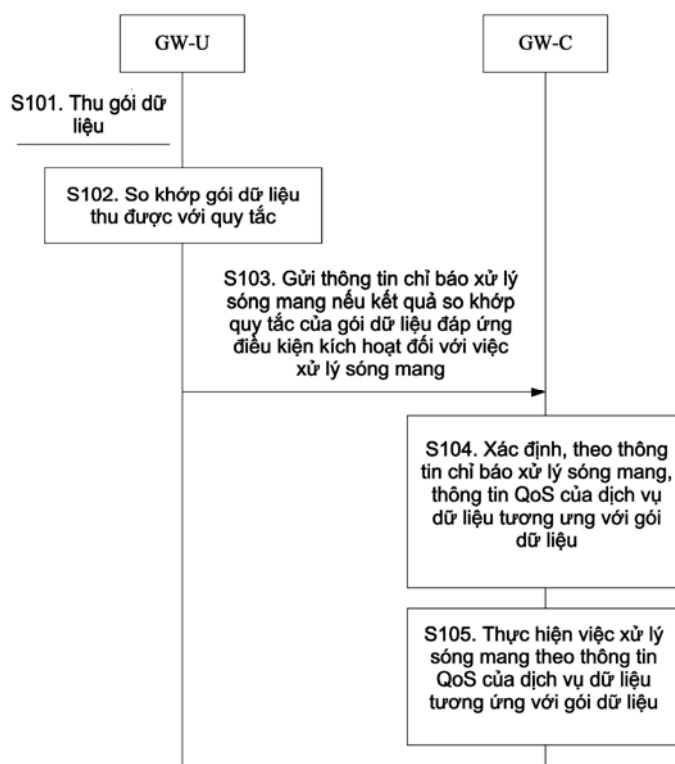 GW-U
GW-C
S101. Thu gói dữ
liệu
S102. So khớp gói dữ liệu
thu được với quy tắc
S103. Gửi thông tin chỉ báo xử lý
sóng mang nếu kết quả so khớp
quy tắc của gói dữ liệu đáp ứng
điều kiện kích hoạt đối với việc
xử lý sóng mang
S104. Xác định, theo thông
tin chỉ báo xử lý sóng mang,
thông tin QoS của dịch vụ
dữ liệu tương ưng với gói
dữ liệu
S105. Thực hiện việc xử lý
sóng mang theo thông tin
QoS của dịch vụ dữ liệu
tương ứng với gói dữ liệu